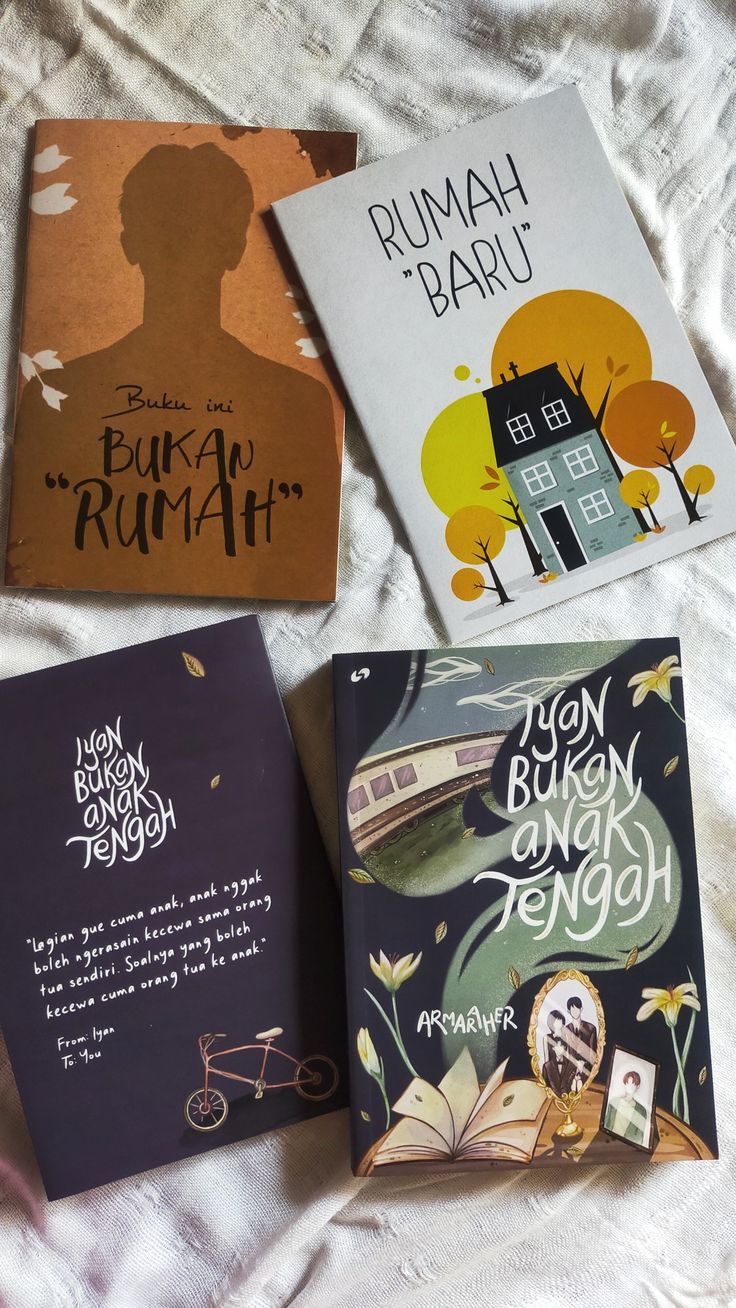 Buku ini
BUKAN
"RUMAH"
RUMAH
"BARU"
IYAN
BUKAN
ANAK
TENGAH
"Lagian gue cuma anak, anak nggak
boleh ngerasain kecewa sama orang
tua sendiri. Soalnya yang boleh
kecewa cuma orang tua ke anak."
From: Iyan
To: You
IYAN
BUKAN
ANAK
TENGAH
ARMARAHER